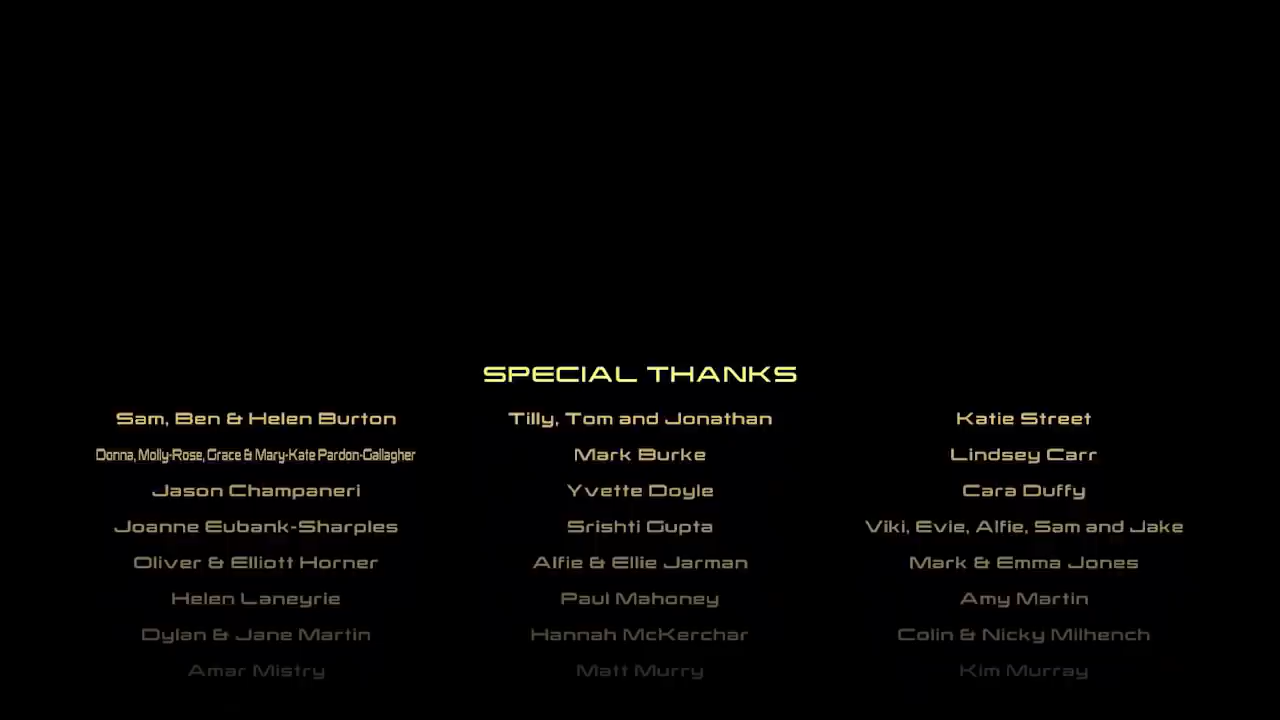 SPECIAL THANKS
Sam, Ben & Helen Burton Tilly, Tom and Jonathan Katie Street
Donna, Molly-Rose, Grace & Mary-Kate Pardon-Gallagher Mark Burke Lindsey Carr
Jason Champaneri Yvette Doyle Cara Duffy
Joanne Eubank-Sharples Srishti Gupta Viki, Evie, Alfie, Sam and Jake
Oliver & Elliott Horner Alfie & Ellie Jarman Mark & Emma Jones
Helen Laneyrie Paul Mahoney Amy Martin
Dylan & Jane Martin Hannah McKerchar Colin & Nicky Milhench
Amar Mistry Matt Murry Kim Murray